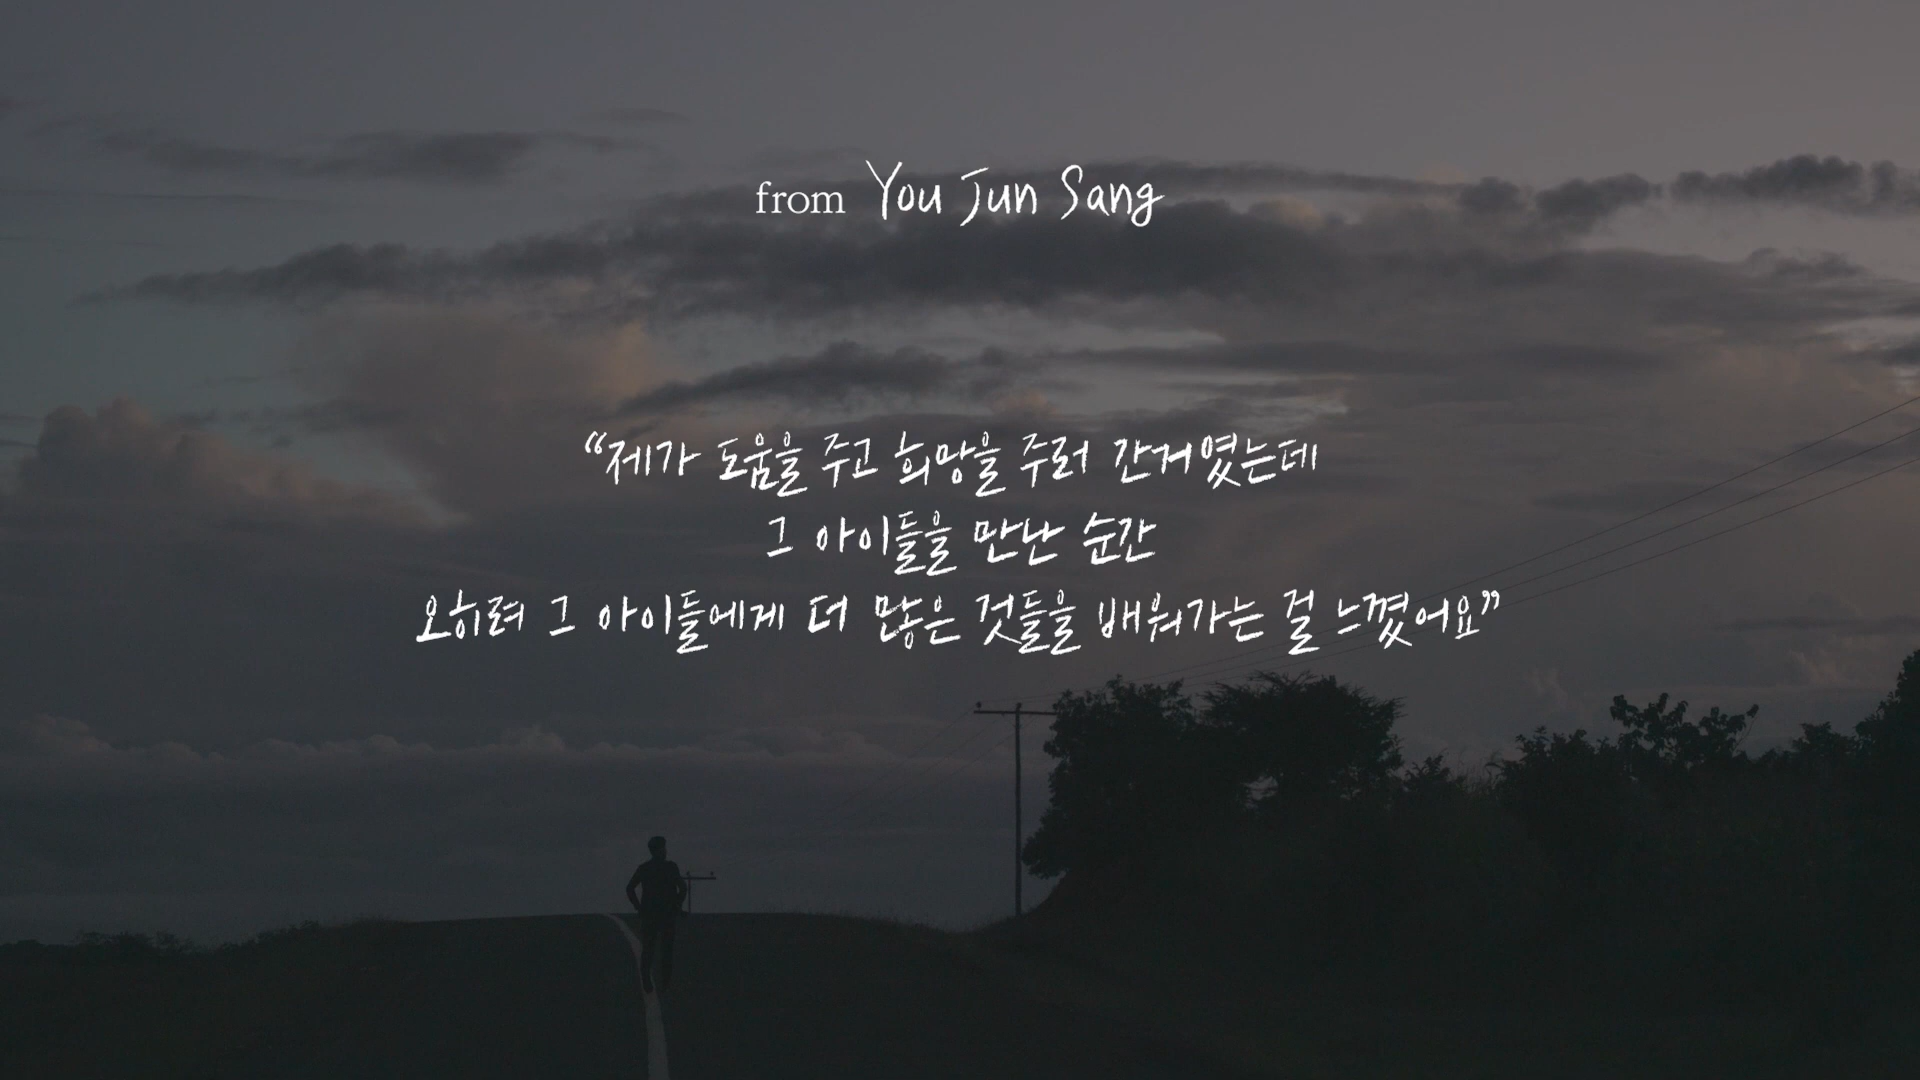 from You Jun Sang
“제가 도움을 주고 희망을 주러 간거였는데
그 아이들을 만난 순간
오히려 그 아이들에게 더 많은 것들을 배워가는 걸 느꼈어요”